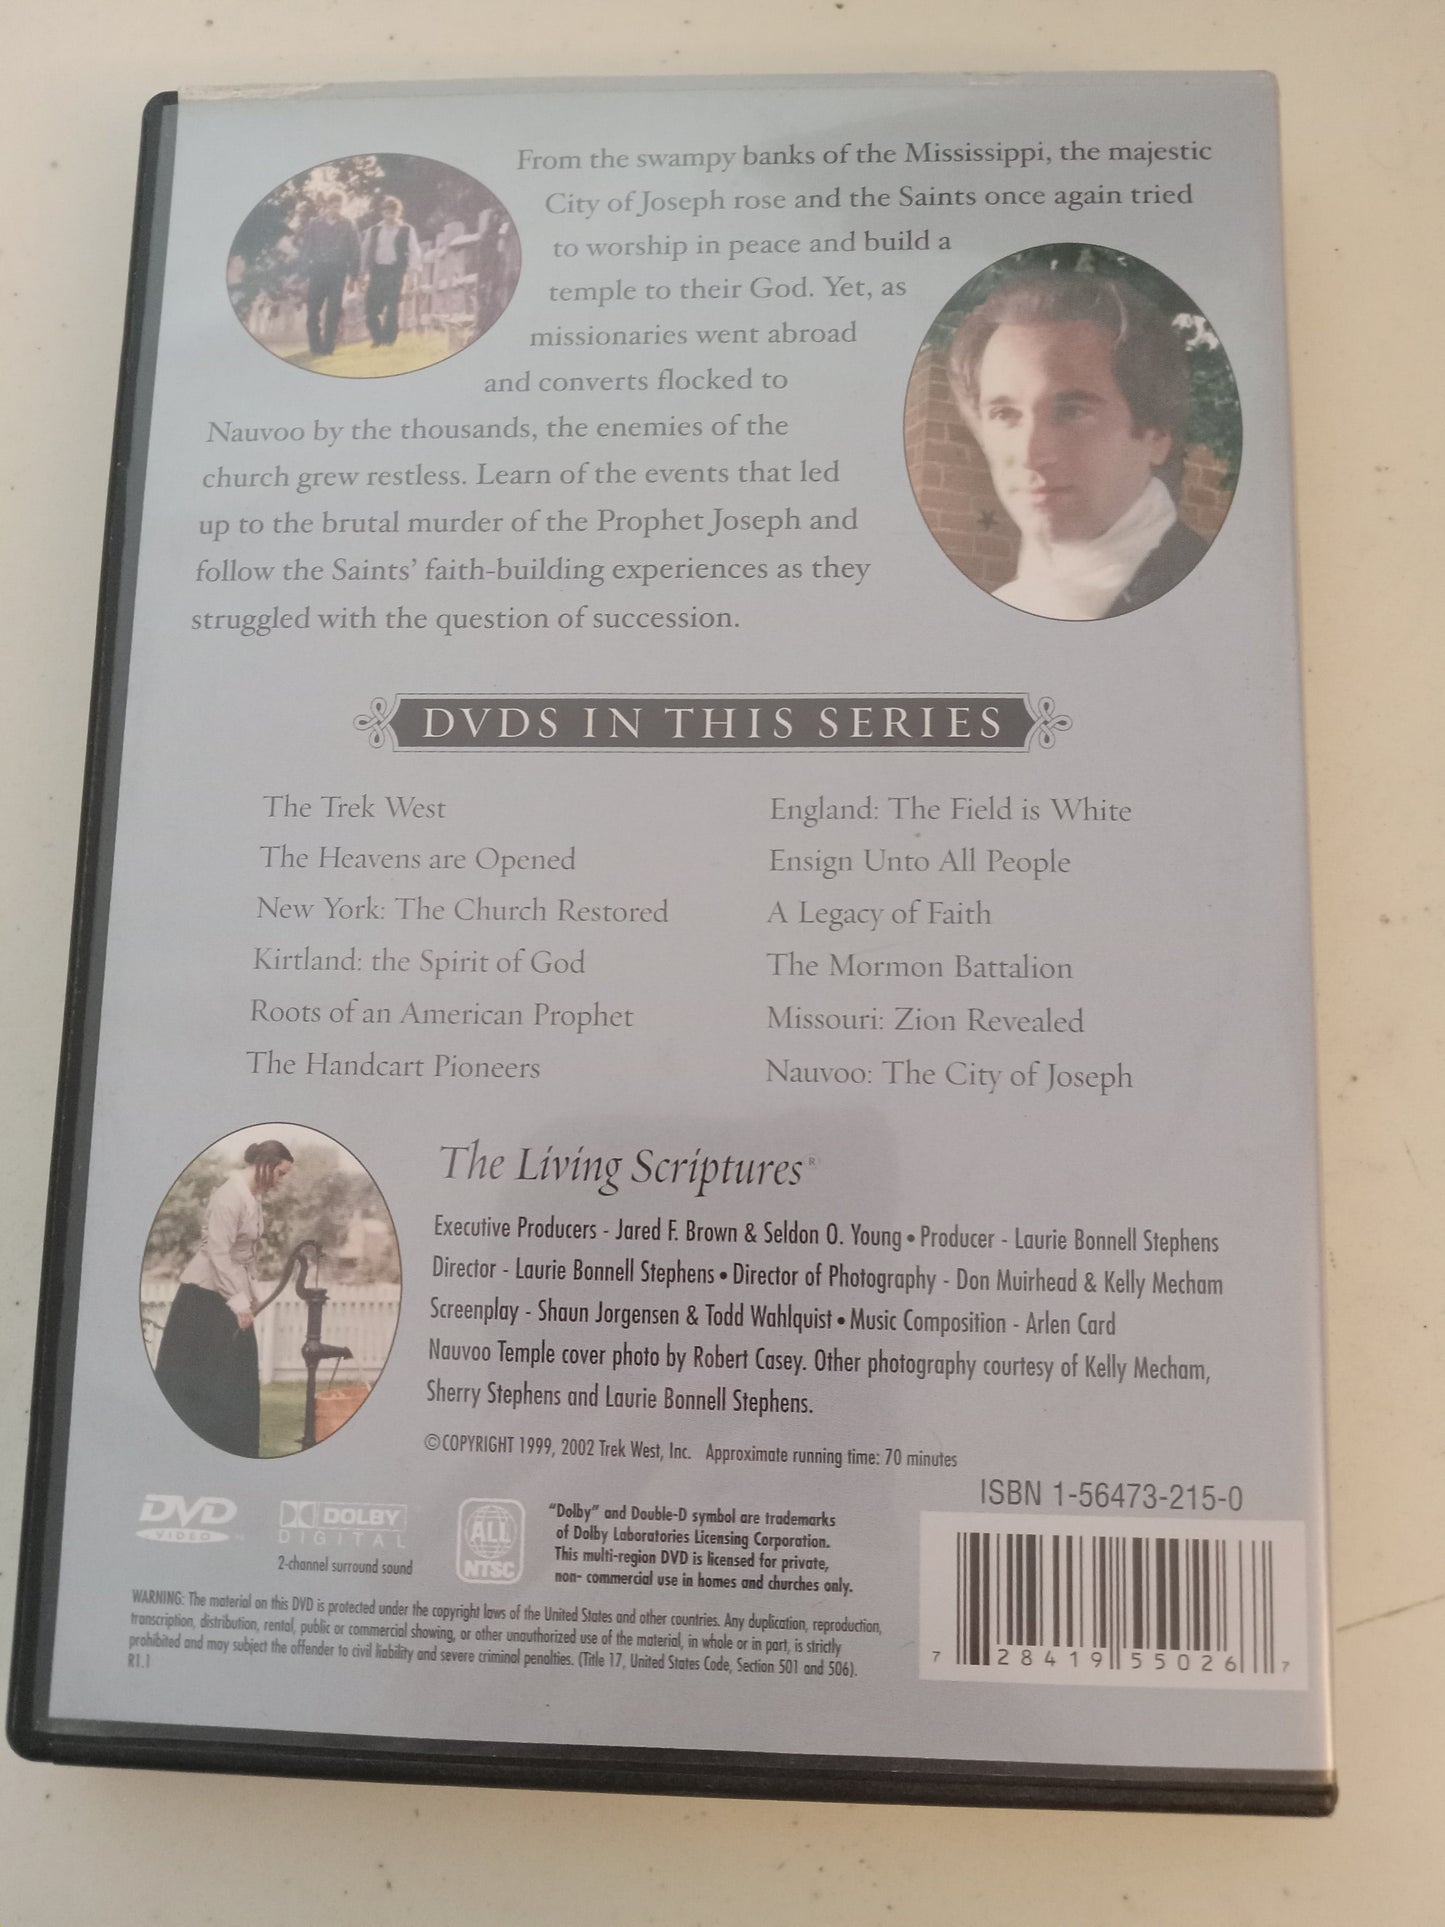 From the swampy banks of the Mississippi, the majestic
City of Joseph rose and the Saints once again tried
to worship in peace and build a
temple to their God. Yet, as
missionaries went abroad
and converts flocked to
Nauvoo by the thousands, the enemies of the
church grew restless. Learn of the events that led
up to the brutal murder of the Prophet Joseph and
follow the Saints' faith-building experiences as they
struggled with the question of succession.
DVDS IN THIS SERIES
The Trek West
The Heavens are Opened
New York: The Church Restored
Kirtland: the Spirit of God
Roots of an American Prophet
The Handcart Pioneers
England: The Field is White
Ensign Unto All People
A Legacy of Faith
The Mormon Battalion
Missouri: Zion Revealed
Nauvoo: The City of Joseph
The Living Scriptures®
Executive Producers - Jared F. Brown & Seldon O. Young • Producer - Laurie Bonnell Stephens
Director - Laurie Bonnell Stephens • Director of Photography - Don Muirhead & Kelly Mecham
Screenplay - Shaun Jorgensen & Todd Wahlquist • Music Composition - Arlen Card
Nauvoo Temple cover photo by Robert Casey. Other photography courtesy of Kelly Mecham,
Sherry Stephens and Laurie Bonnell Stephens.
©COPYRIGHT 1999, 2002 Trek West, Inc. Approximate running time: 70 minutes
ISBN 1-56473-215-0
DVD
VIDEO
DOLBY
DIGITAL
2-channel surround sound
ALL
NTSC
"Dolby" and Double-D symbol are trademarks
of Dolby Laboratories Licensing Corporation.
This multi-region DVD is licensed for private,
non- commercial use in homes and churches only.
WARNING: The material on this DVD is protected under the copyright laws of the United States and other countries. Any duplication, reproduction,
transcription, distribution, rental, public or commercial showing, or other unauthorized use of the material, in whole or in part, is strictly
prohibited and may subject the offender to civil liability and severe criminal penalties. (Title 17, United States Code, Section 501 and 506).
R1.1
7 28419 55026 7